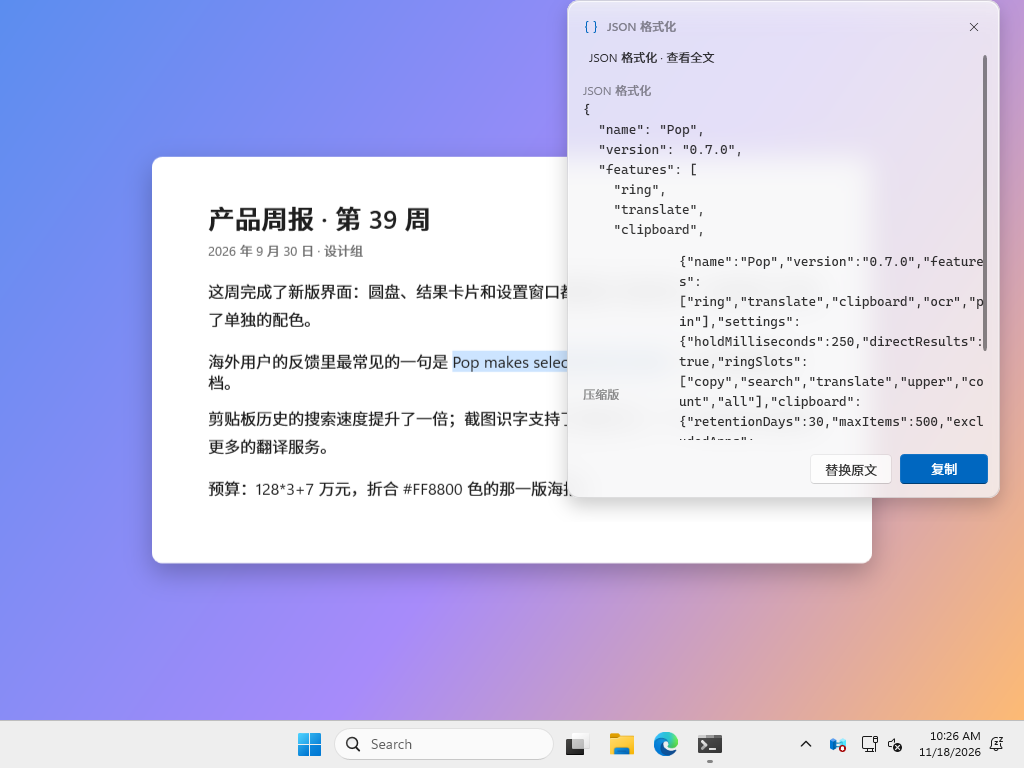 { } JSON 格式化
JSON 格式化 · 查看全文
JSON 格式化
{
"name": "Pop",
"version": "0.7.0",
"features": [
"ring",
"translate",
"clipboard",
{"name":"Pop","version":"0.7.0","feature
s":
["ring","translate","clipboard","ocr","p
in"],"settings":
{"holdMilliseconds":250,"directResults":
true,"ringSlots":
压缩版
["copy","search","translate","upper","co
unt","all"],"clipboard":
{"retentionDays":30,"maxItems":500,"excl
替换原文
复制
产品周报 · 第 39 周
2026 年 9 月 30 日 · 设计组
这周完成了新版界面：圆盘、结果卡片和设置窗口
了单独的配色。
海外用户的反馈里最常见的一句是 Pop makes selec
档。
剪贴板历史的搜索速度提升了一倍；截图识字支持
更多的翻译服务。
预算：128*3+7 万元，折合 #FF8800 色的那一版海
Search
10:26 AM
11/18/2026